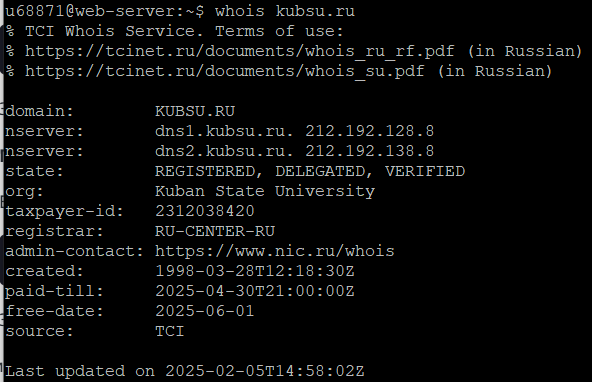 u68871@web-server:~$ whois kubsu.ru
% TCI Whois Service. Terms of use:
% https://tcinet.ru/documents/whois_ru_rf.pdf (in Russian)
% https://tcinet.ru/documents/whois_su.pdf (in Russian)

domain:        KUBSU.RU
nserver:       dns1.kubsu.ru. 212.192.128.8
nserver:       dns2.kubsu.ru. 212.192.138.8
state:         REGISTERED, DELEGATED, VERIFIED
org:           Kuban State University
taxpayer-id:   2312038420
registrar:     RU-CENTER-RU
admin-contact: https://www.nic.ru/whois
created:       1998-03-28T12:18:30Z
paid-till:     2025-04-30T21:00:00Z
free-date:     2025-06-01
source:        TCI

Last updated on 2025-02-05T14:58:02Z